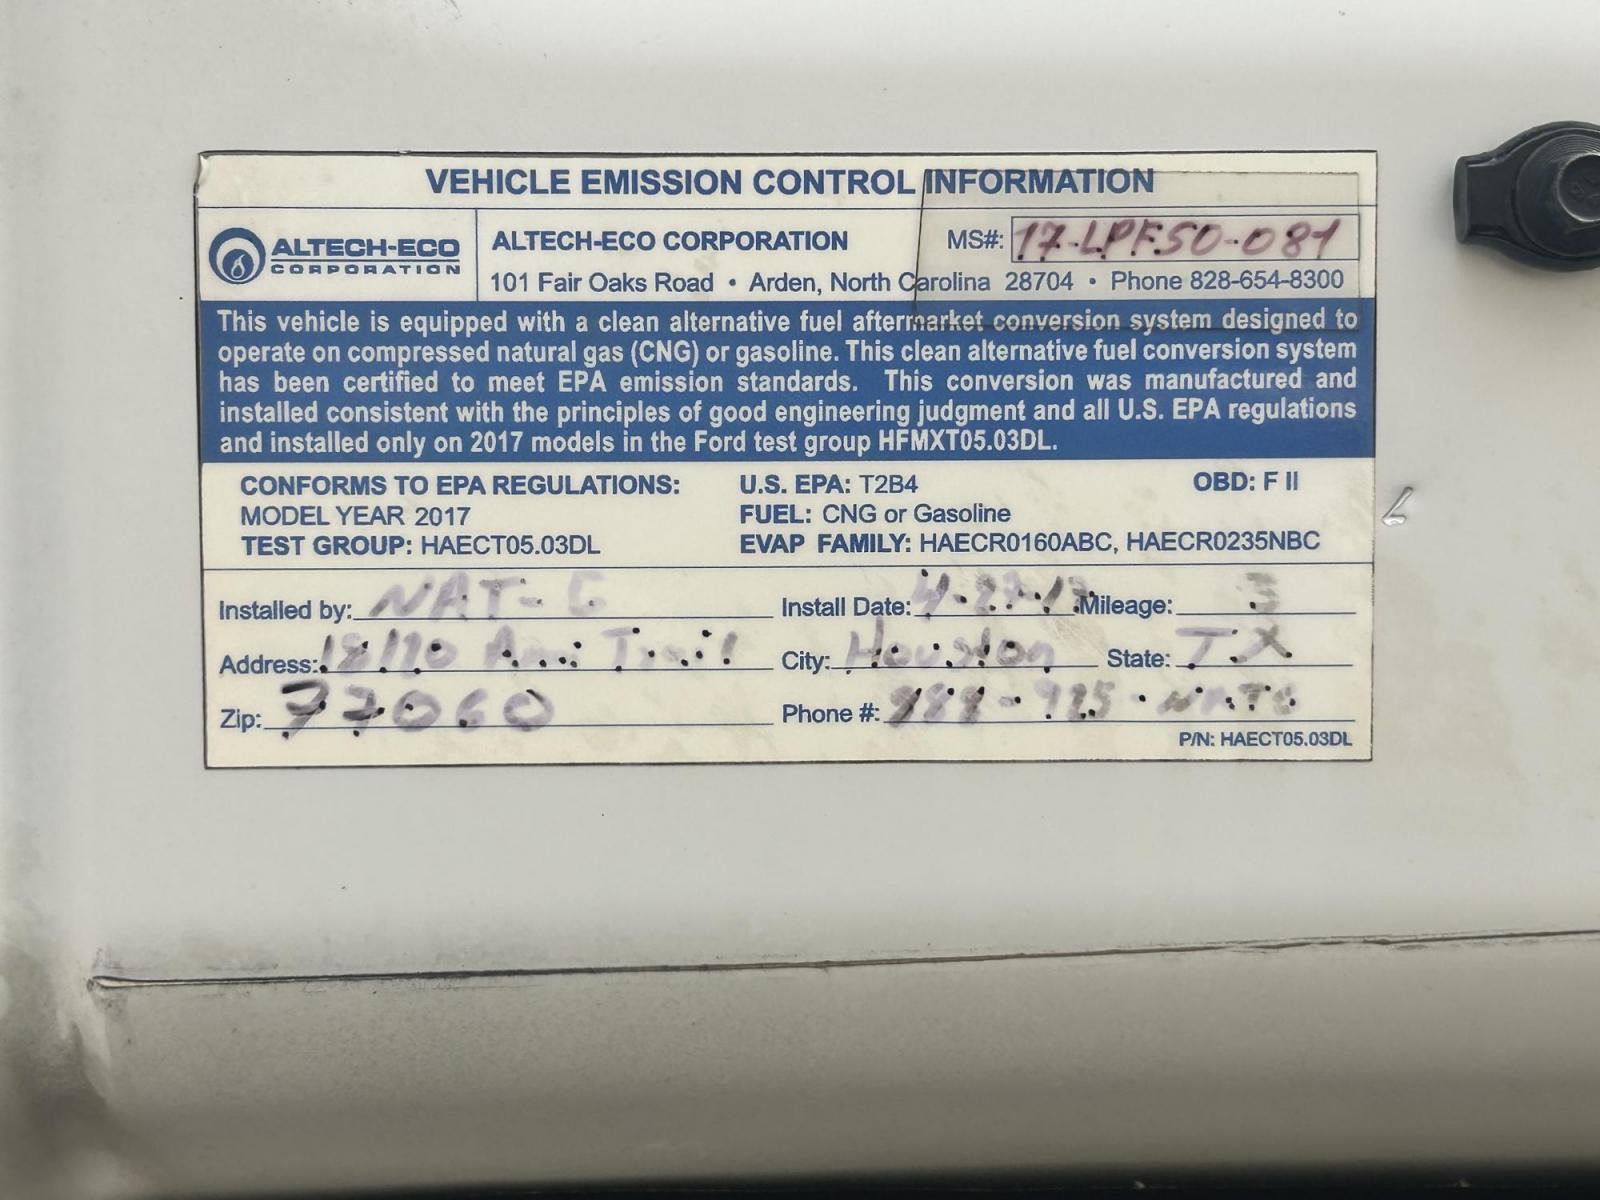 VEHICLE EMISSION CONTROL INFORMATION
ALTECH-ECO
CORPORATION
ALTECH-ECO CORPORATION MS#: 17-LPF50-081
101 Fair Oaks Road • Arden, North Carolina 28704 • Phone 828-654-8300
This vehicle is equipped with a clean alternative fuel aftermarket conversion system designed to
operate on compressed natural gas (CNG) or gasoline. This clean alternative fuel conversion system
has been certified to meet EPA emission standards. This conversion was manufactured and
installed consistent with the principles of good engineering judgment and all U.S. EPA regulations
and installed only on 2017 models in the Ford test group HFMXT05.03DL.
CONFORMS TO EPA REGULATIONS: U.S. EPA: T2B4 OBD: F II
MODEL YEAR 2017 FUEL: CNG or Gasoline
TEST GROUP: HAECT05.03DL EVAP FAMILY: HAECR0160ABC, HAECR0235NBC
Installed by: NAT-G Install Date: Mileage: 3
Address: Trail City: Houston State: TX
Zip: 77060 Phone #:
P/N: HAECT05.03DL